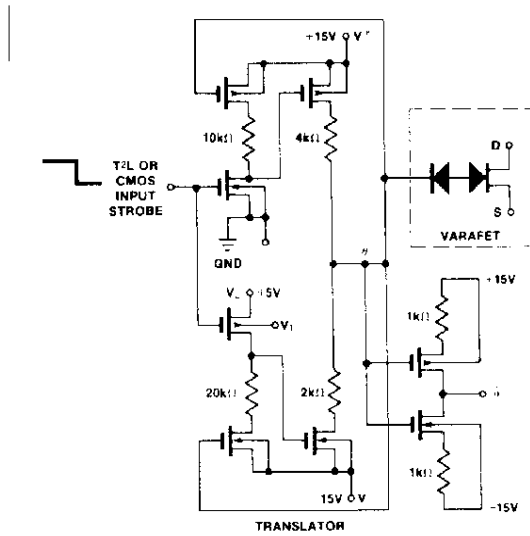 +15V V+
10kΩ
4kΩ
T²L OR
CMOS
INPUT
STROBE
D
S
VARAFET
GND
VL +5V
+15V
1kΩ
20kΩ
2kΩ
15V V
1kΩ
-15V
TRANSLATOR